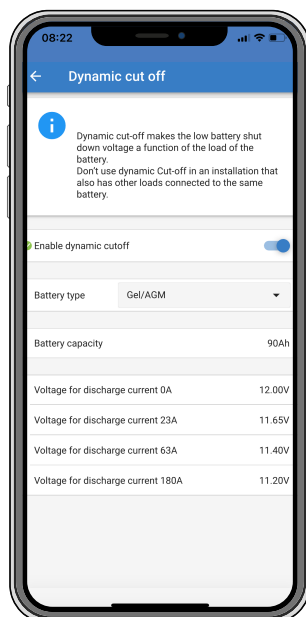 08:22
Dynamic cut off
Dynamic cut-off makes the low battery shut
down voltage a function of the load of the
battery.
Don't use dynamic Cut-off in an installation that
also has other loads connected to the same
battery.
Enable dynamic cutoff
Battery type Gel/AGM
Battery capacity 90Ah
Voltage for discharge current 0A 12.00V
Voltage for discharge current 23A 11.65V
Voltage for discharge current 63A 11.40V
Voltage for discharge current 180A 11.20V